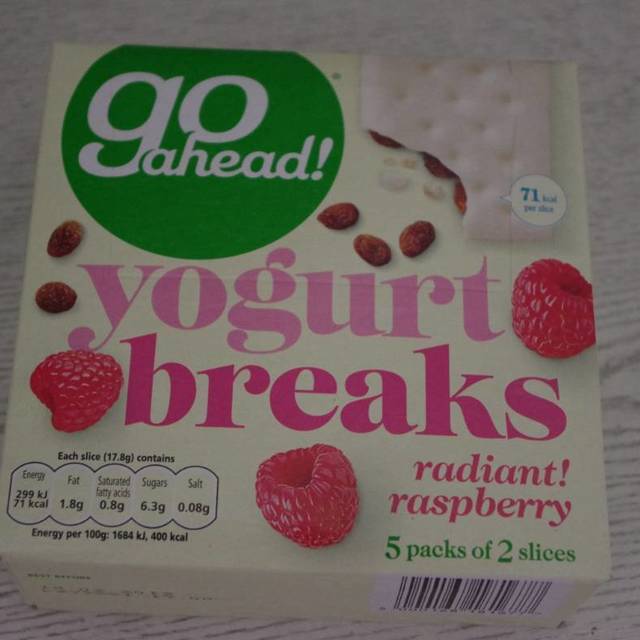 go
ahead!
71 kcal
per slice
yogurt
breaks
radiant!
raspberry
5 packs of 2 slices
Each slice (17.8g) contains
Energy
299 kJ
71 kcal
Fat
1.8g
Saturated
fatty acids
0.8g
Sugars
6.3g
Salt
0.08g
Energy per 100g: 1684 kJ, 400 kcal
BEST BEFORE